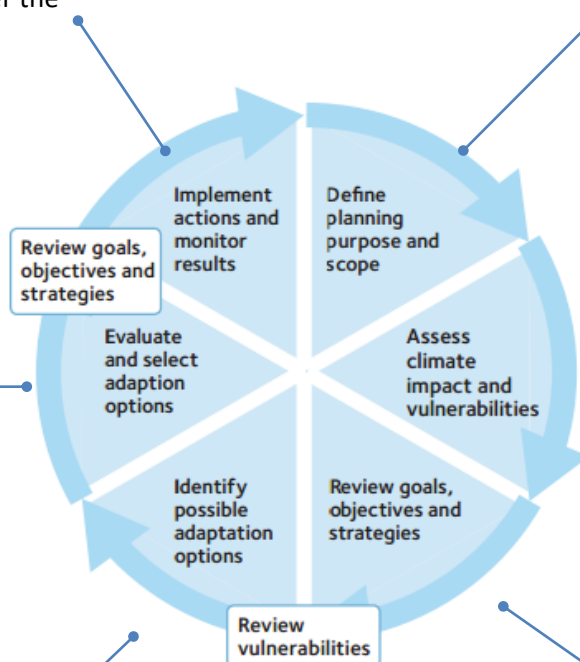 er the
Implement
actions and
monitor
results
Define
planning
purpose and
scope
Review goals,
objectives and
strategies
Evaluate
and select
adaption
options
Assess
climate
impact and
vulnerabilities
Identify
possible
adaptation
options
Review goals,
objectives and
strategies
Review
vulnerabilities